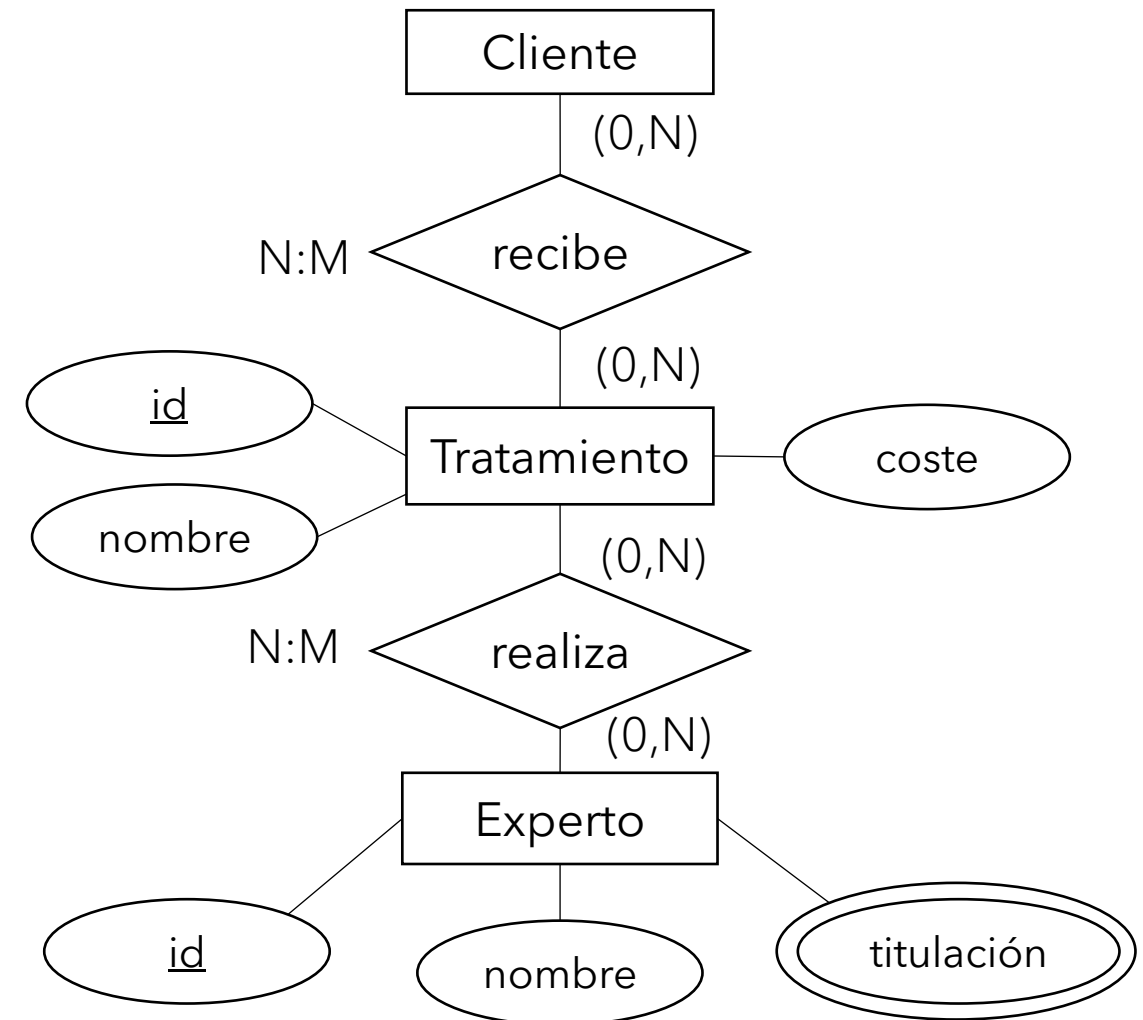 Cliente
(0,N)
N:M
recibe
(0,N)
id
Tratamiento
coste
nombre
(0,N)
N:M
realiza
(0,N)
Experto
id
nombre
titulación